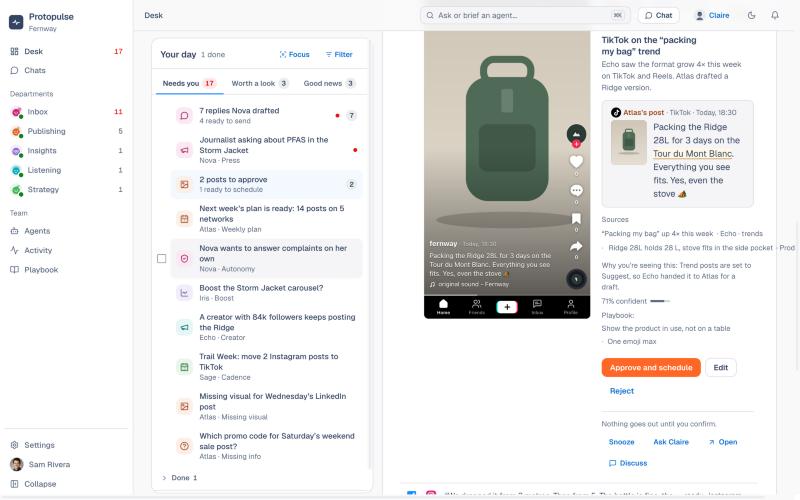 Protopulse
Fernway
Desk 17
Chats
Departments
Inbox 11
Publishing 5
Insights 1
Listening 1
Strategy 1
Team
Agents
Activity
Playbook
Settings
Sam Rivera
Collapse
Desk
Ask or brief an agent...
⌘K
Chat
Claire
Your day 1 done
Focus
Filter
Needs you 17
Worth a look 3
Good news 3
7 replies Nova drafted
4 ready to send
7
Journalist asking about PFAS in the
Storm Jacket
Nova · Press
2 posts to approve
1 ready to schedule
2
Next week's plan is ready: 14 posts on 5
networks
Atlas · Weekly plan
Nova wants to answer complaints on her
own
Nova · Autonomy
Boost the Storm Jacket carousel?
Iris · Boost
A creator with 84k followers keeps posting
the Ridge
Echo · Creator
Trail Week: move 2 Instagram posts to
TikTok
Sage · Cadence
Missing visual for Wednesday's LinkedIn
post
Atlas · Missing visual
Which promo code for Saturday's weekend
sale post?
Atlas · Missing info
Done 1
0
0
0
0
fernway · Today, 18:30
Packing the Ridge 28L for 3 days on the
Tour du Mont Blanc. Everything you see
fits. Yes, even the stove 🏕️
♫ original sound - Fernway
Home
Friends
Inbox
Profile
TikTok on the “packing
my bag” trend
Echo saw the format grow 4× this week
on TikTok and Reels. Atlas drafted a
Ridge version.
Atlas's post · TikTok · Today, 18:30
Packing the Ridge
28L for 3 days on the
Tour du Mont Blanc.
Everything you see
fits. Yes, even the
stove 🏕️
Sources
“Packing my bag” up 4× this week · Echo · trends
· Ridge 28L holds 28 L, stove fits in the side pocket · Prod
Why you're seeing this: Trend posts are set to
Suggest, so Echo handed it to Atlas for a
draft.
71% confident
Playbook:
Show the product in use, not on a table
· One emoji max
Approve and schedule
Edit
Reject
Nothing goes out until you confirm.
Snooze
Ask Claire
Open
Discuss